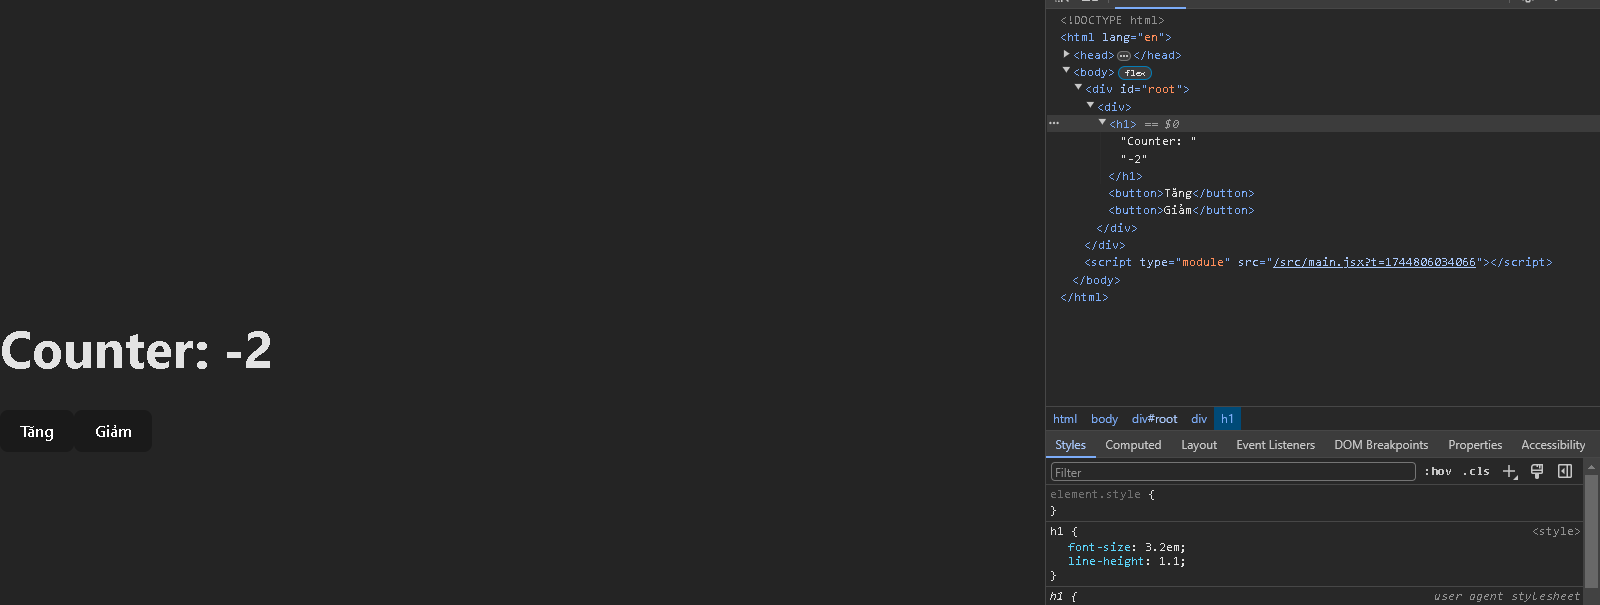 Counter: -2
Tăng Giảm
<!DOCTYPE html>
<html lang="en">
<head> ⋯ </head>
<body> flex
<div id="root">
<div>
⋯ <h1> == $0
"Counter: "
"-2"
</h1>
<button>Tăng</button>
<button>Giảm</button>
</div>
</div>
<script type="module" src="/src/main.jsx?t=1744806034066"></script>
</body>
</html>
html body div#root div h1
Styles Computed Layout Event Listeners DOM Breakpoints Properties Accessibility
Filter :hov .cls
element.style {
}
h1 { <style>
font-size: 3.2em;
line-height: 1.1;
}
h1 { user agent stylesheet